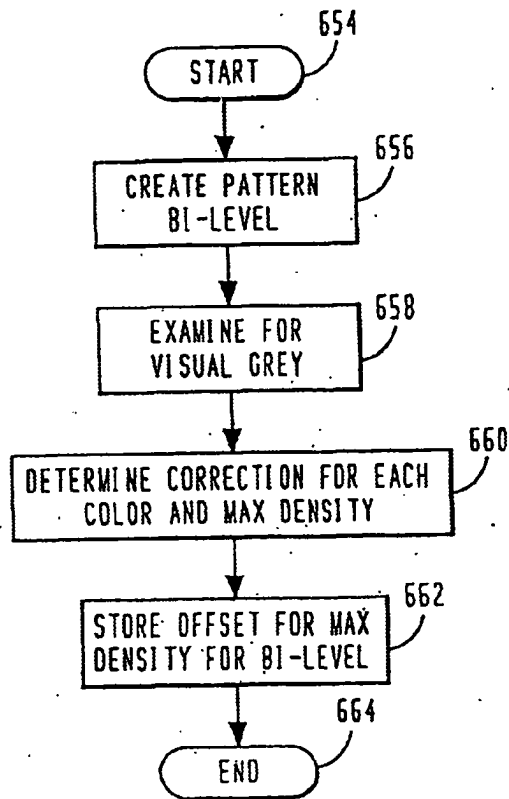 654
START
656
CREATE PATTERN
BI-LEVEL
658
EXAMINE FOR
VISUAL GREY
660
DETERMINE CORRECTION FOR EACH
COLOR AND MAX DENSITY
662
STORE OFFSET FOR MAX
DENSITY FOR BI-LEVEL
664
END